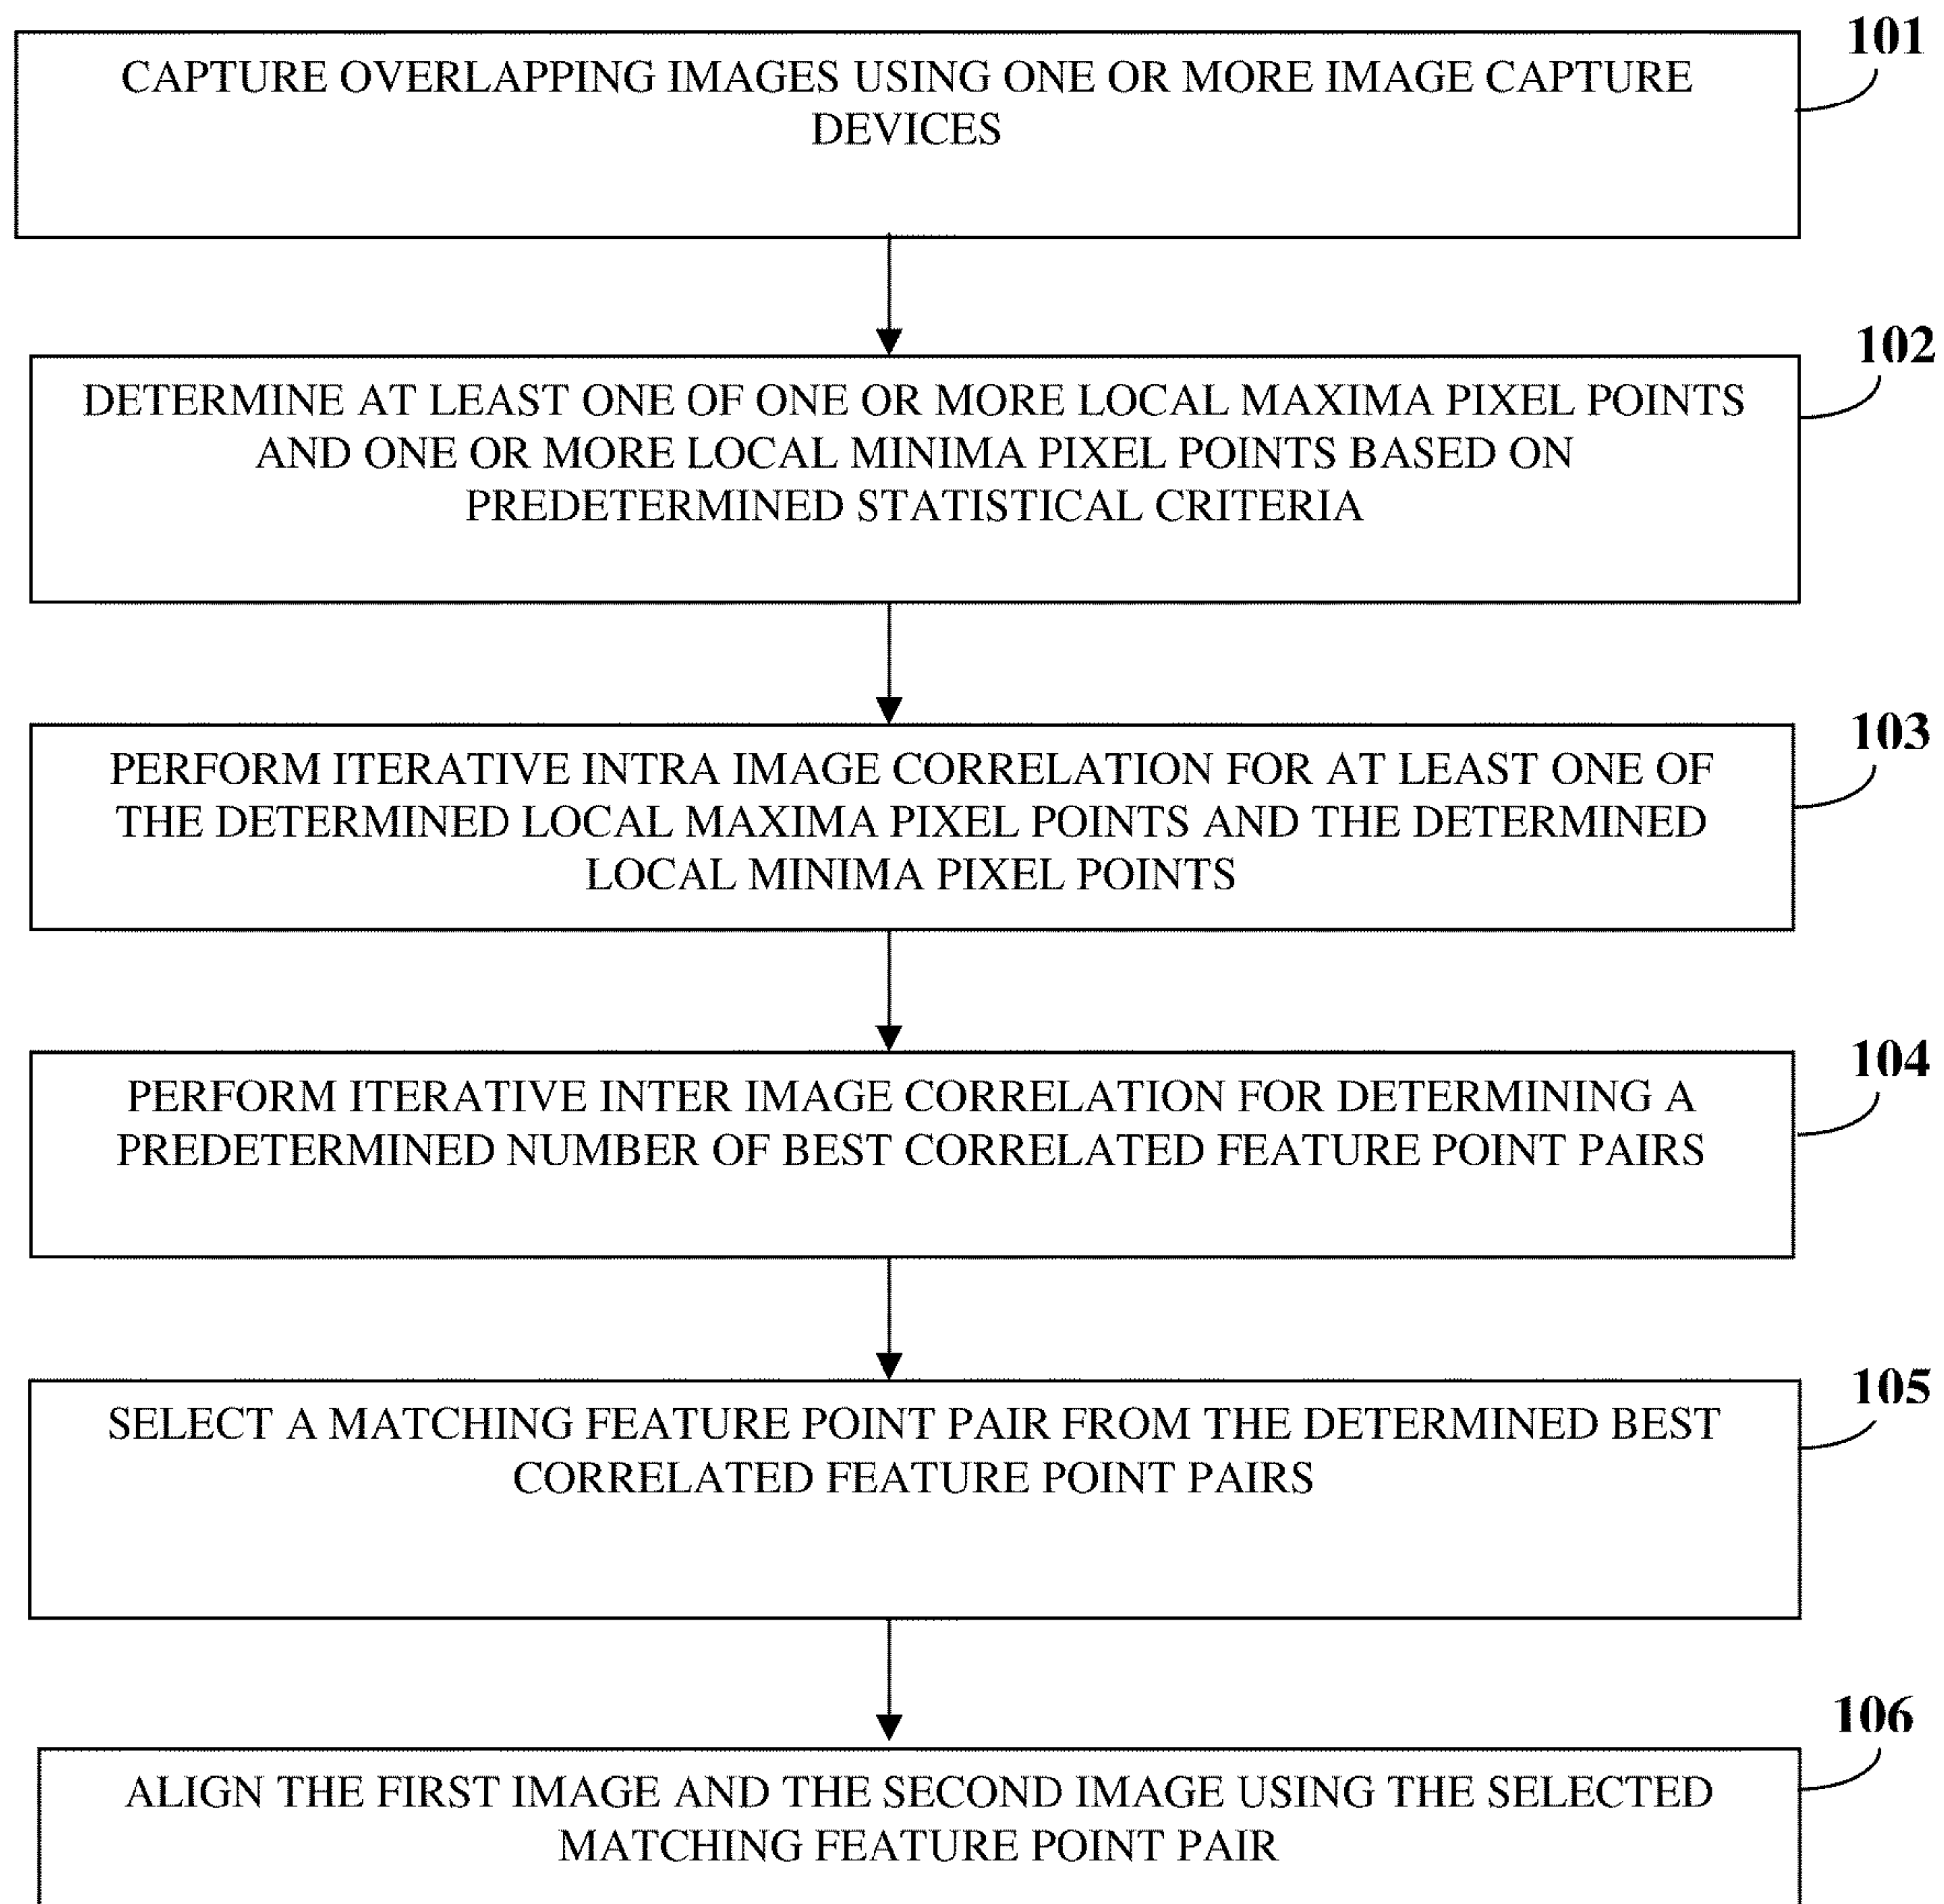 101
CAPTURE OVERLAPPING IMAGES USING ONE OR MORE IMAGE CAPTURE
DEVICES
102
DETERMINE AT LEAST ONE OF ONE OR MORE LOCAL MAXIMA PIXEL POINTS
AND ONE OR MORE LOCAL MINIMA PIXEL POINTS BASED ON
PREDETERMINED STATISTICAL CRITERIA
103
PERFORM ITERATIVE INTRA IMAGE CORRELATION FOR AT LEAST ONE OF
THE DETERMINED LOCAL MAXIMA PIXEL POINTS AND THE DETERMINED
LOCAL MINIMA PIXEL POINTS
104
PERFORM ITERATIVE INTER IMAGE CORRELATION FOR DETERMINING A
PREDETERMINED NUMBER OF BEST CORRELATED FEATURE POINT PAIRS
105
SELECT A MATCHING FEATURE POINT PAIR FROM THE DETERMINED BEST
CORRELATED FEATURE POINT PAIRS
106
ALIGN THE FIRST IMAGE AND THE SECOND IMAGE USING THE SELECTED
MATCHING FEATURE POINT PAIR